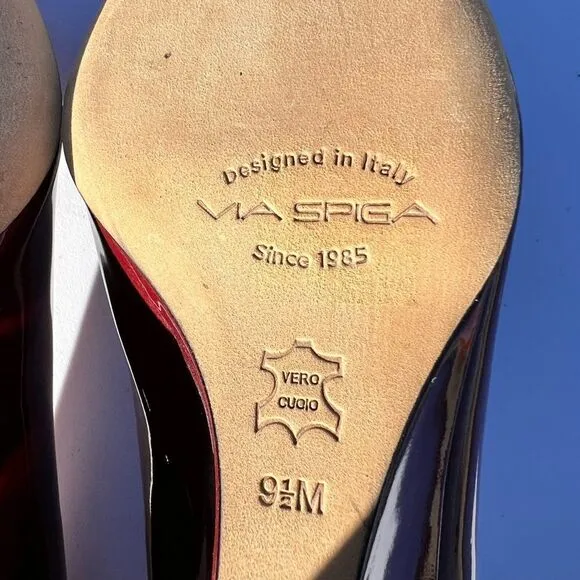 Designed in Italy
VIA SPIGA
Since 1985
VERO
CUOIO
9½M